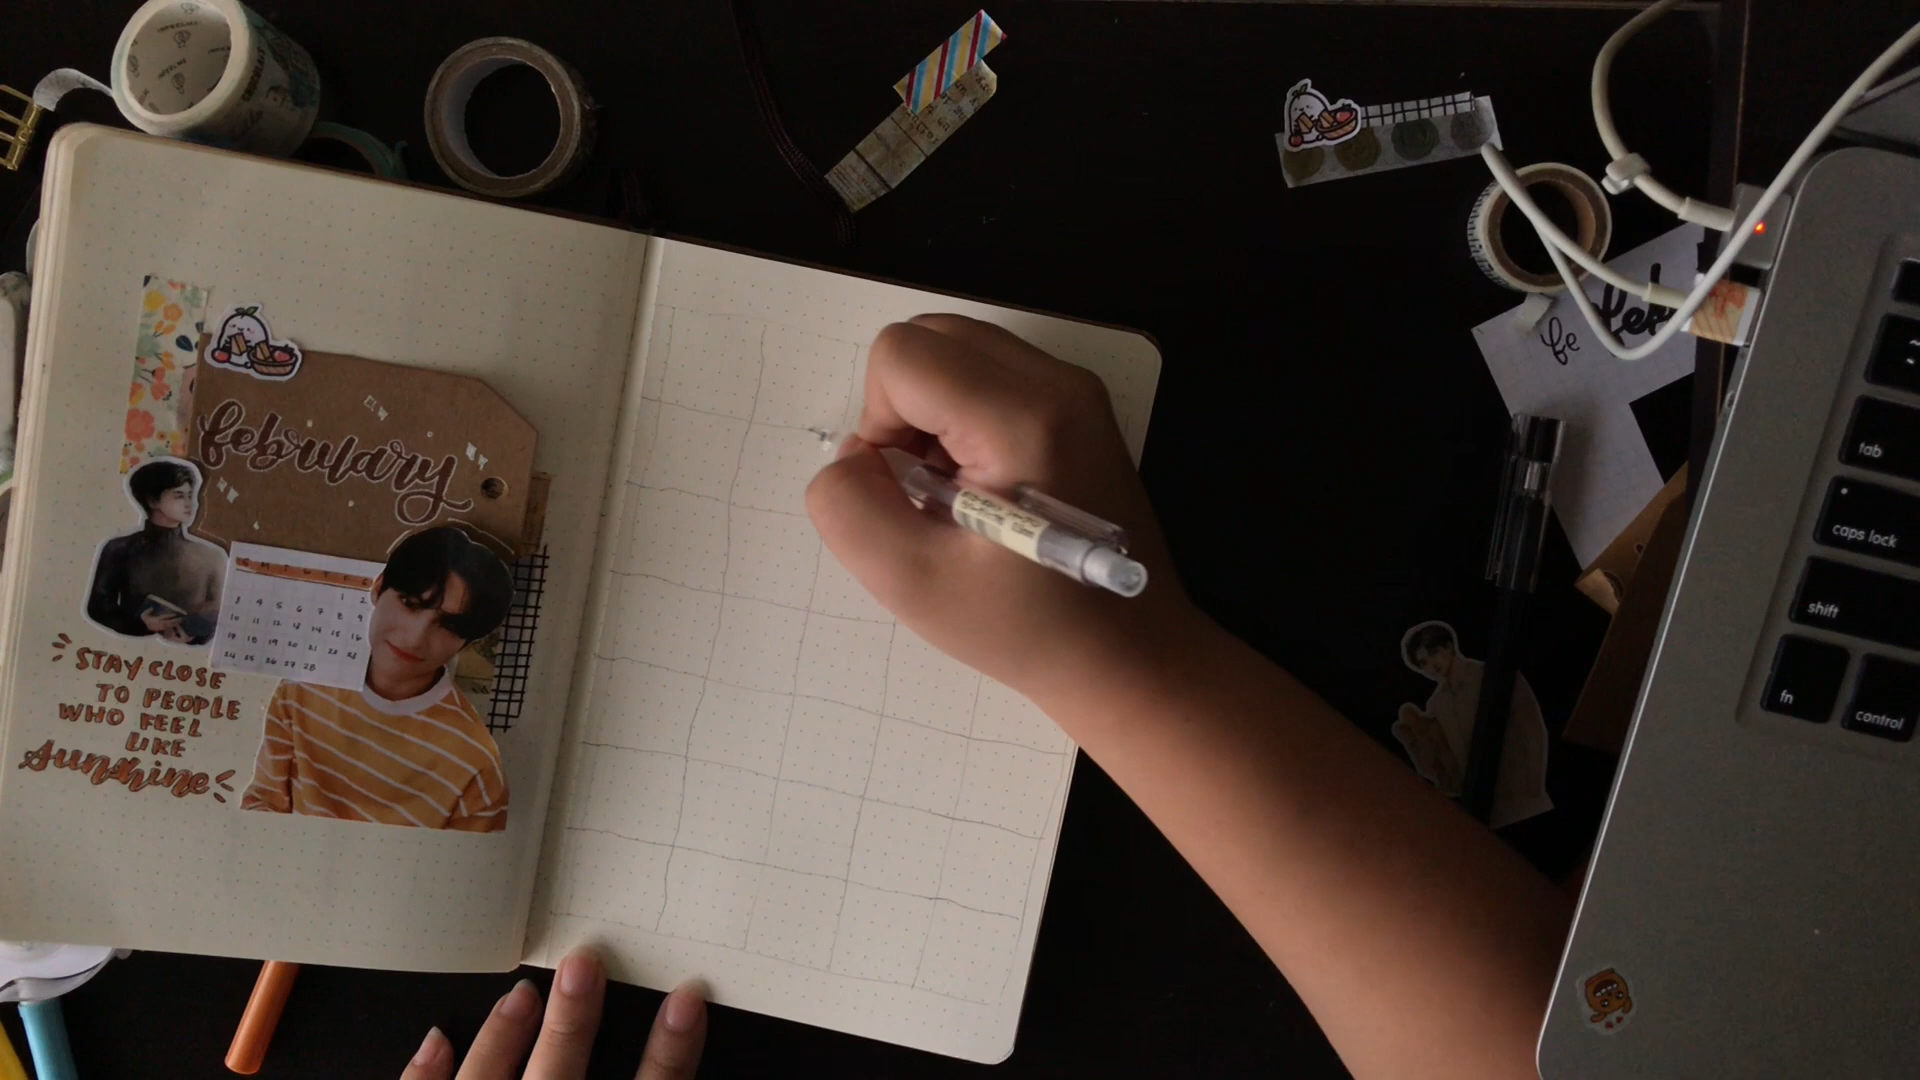 february
S M T W T F S
1 2
3 4 5 6 7 8 9
10 11 12 13 14 15 16
17 18 19 20 21 22 23
24 25 26 27 28
STAY CLOSE
TO PEOPLE
WHO FEEL
LIKE
sunshine
fe
tab
caps lock
shift
fn
control